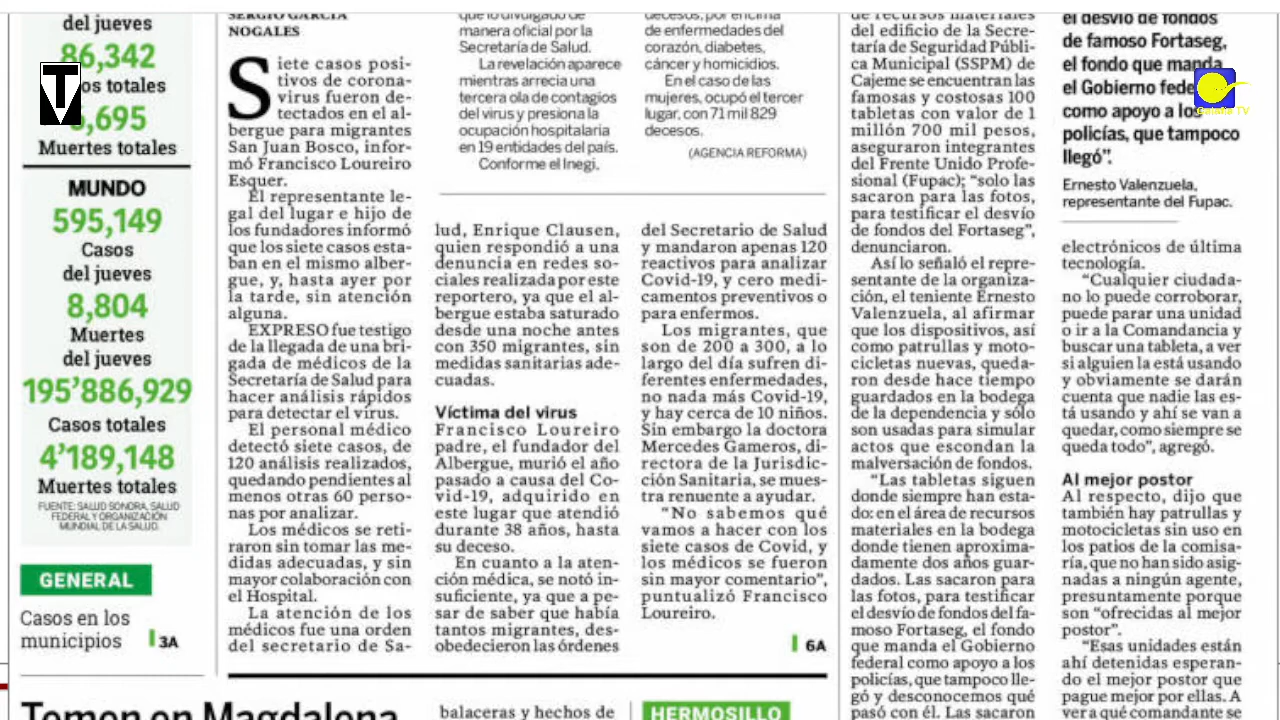 del jueves
86,342
os totales
,695
Muertes totales
MUNDO
595,149
Casos
del jueves
8,804
Muertes
del jueves
195’886,929
Casos totales
4’189,148
Muertes totales
FUENTE: SALUD SONORA, SALUD
FEDERAL Y ORGANIZACIÓN
MUNDIAL DE LA SALUD.
GENERAL
Casos en los
municipios
3A
SERGIO GARCÍA
NOGALES
Siete casos posi-
tivos de corona-
virus fueron de-
tectados en el al-
bergue para migrantes
San Juan Bosco, infor-
mó Francisco Loureiro
Esquer.
El representante le-
gal del lugar e hijo de
los fundadores informó
que los siete casos esta-
ban en el mismo alber-
gue, y, hasta ayer por
la tarde, sin atención
alguna.
EXPRESO fue testigo
de la llegada de una bri-
gada de médicos de la
Secretaría de Salud para
hacer análisis rápidos
para detectar el virus.
El personal médico
detectó siete casos, de
120 análisis realizados,
quedando pendientes al
menos otras 60 perso-
nas por analizar.
Los médicos se reti-
raron sin tomar las me-
didas adecuadas, y sin
mayor colaboración con
el Hospital.
La atención de los
médicos fue una orden
del secretario de Sa-
que lo divulgado de
manera oficial por la
Secretaría de Salud.
La revelación aparece
mientras arrecia una
tercera ola de contagios
del virus y presiona la
ocupación hospitalaria
en 19 entidades del país.
Conforme el Inegi,
decesos, por encima
de enfermedades del
corazón, diabetes,
cáncer y homicidios.
En el caso de las
mujeres, ocupó el tercer
lugar, con 71 mil 829
decesos.
(AGENCIA REFORMA)
lud, Enrique Clausen,
quien respondió a una
denuncia en redes so-
ciales realizada por este
reportero, ya que el al-
bergue estaba saturado
desde una noche antes
con 350 migrantes, sin
medidas sanitarias ade-
cuadas.
Víctima del virus
Francisco Loureiro
padre, el fundador del
Albergue, murió el año
pasado a causa del Co-
vid-19, adquirido en
este lugar que atendió
durante 38 años, hasta
su deceso.
En cuanto a la aten-
ción médica, se notó in-
suficiente, ya que a pe-
sar de saber que había
tantos migrantes, des-
obedecieron las órdenes
del Secretario de Salud
y mandaron apenas 120
reactivos para analizar
Covid-19, y cero medi-
camentos preventivos o
para enfermos.
Los migrantes, que
son de 200 a 300, a lo
largo del día sufren di-
ferentes enfermedades,
no nada más Covid-19,
y hay cerca de 10 niños.
Sin embargo la doctora
Mercedes Gameros, di-
rectora de la Jurisdic-
ción Sanitaria, se mues-
tra renuente a ayudar.
“No sabemos qué
vamos a hacer con los
siete casos de Covid, y
los médicos se fueron
sin mayor comentario”,
puntualizó Francisco
Loureiro.
6A
de recursos materiales
del edificio de la Secre-
taría de Seguridad Públi-
ca Municipal (SSPM) de
Cajeme se encuentran las
famosas y costosas 100
tabletas con valor de 1
millón 700 mil pesos,
aseguraron integrantes
del Frente Unido Profe-
sional (Fupac); “solo las
sacaron para las fotos,
para testificar el desvío
de fondos del Fortaseg”,
denunciaron.
Así lo señaló el repre-
sentante de la organiza-
ción, el teniente Ernesto
Valenzuela, al afirmar
que los dispositivos, así
como patrullas y moto-
cicletas nuevas, queda-
ron desde hace tiempo
guardados en la bodega
de la dependencia y sólo
son usadas para simular
actos que escondan la
malversación de fondos.
“Las tabletas siguen
donde siempre han esta-
do: en el área de recursos
materiales en la bodega
donde tienen aproxima-
damente dos años guar-
dados. Las sacaron para
las fotos, para testificar
el desvío de fondos del fa-
moso Fortaseg, el fondo
que manda el Gobierno
federal como apoyo a los
policías, que tampoco lle-
gó y desconocemos qué
pasó con él. Las sacaron
el desvío de fondos
de famoso Fortaseg,
el fondo que manda
el Gobierno fede
como apoyo a los
policías, que tampoco
llegó”.
Ernesto Valenzuela,
representante del Fupac.
electrónicos de última
tecnología.
“Cualquier ciudada-
no lo puede corroborar,
puede parar una unidad
o ir a la Comandancia y
buscar una tableta, a ver
si alguien la está usando
y obviamente se darán
cuenta que nadie las es-
tá usando y ahí se van a
quedar, como siempre se
queda todo”, agregó.
Al mejor postor
Al respecto, dijo que
también hay patrullas y
motocicletas sin uso en
los patios de la comisa-
ría, que no han sido asig-
nadas a ningún agente,
presuntamente porque
son “ofrecidas al mejor
postor”.
“Esas unidades están
ahí detenidas esperan-
do el mejor postor que
pague mejor por ellas. A
ver a qué comandante se
Temen en Magdalena
balaceras y hechos de
HERMOSILLO